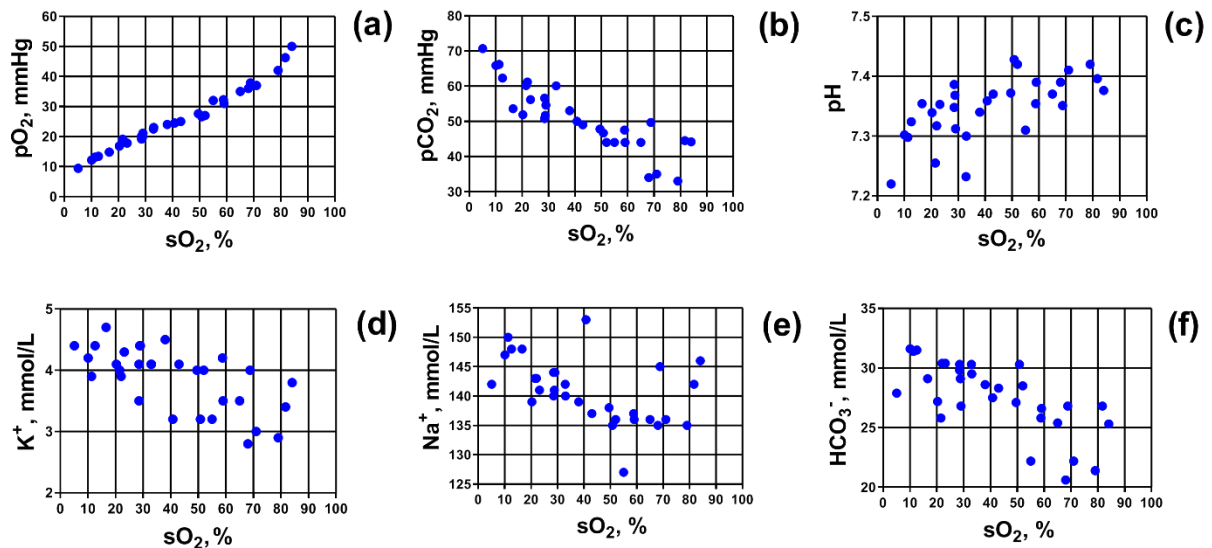 (a)
pO₂, mmHg
60
50
40
30
20
10
0
0 10 20 30 40 50 60 70 80 90 100
sO₂, %
(b)
pCO₂, mmHg
80
70
60
50
40
30
0 10 20 30 40 50 60 70 80 90 100
sO₂, %
(c)
pH
7.5
7.4
7.3
7.2
0 10 20 30 40 50 60 70 80 90 100
sO₂, %
(d)
K⁺, mmol/L
5
4
3
2
0 10 20 30 40 50 60 70 80 90 100
sO₂, %
(e)
Na⁺, mmol/L
155
150
145
140
135
130
125
0 10 20 30 40 50 60 70 80 90 100
sO₂, %
(f)
HCO₃⁻, mmol/L
35
30
25
20
0 10 20 30 40 50 60 70 80 90 100
sO₂, %